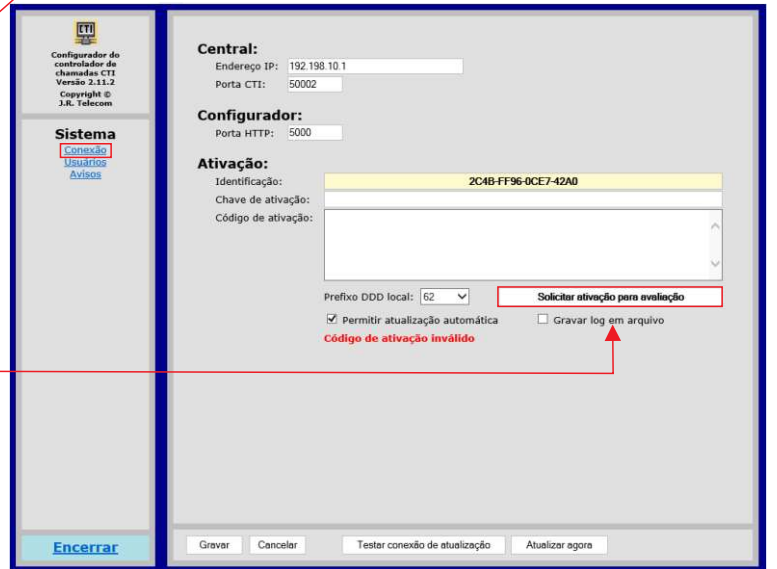 CTI
Configurador do
controlador de
chamadas CTI
Versão 2.11.2
Copyright ©
J.R. Telecom
Sistema
Conexão
Usuários
Avisos
Encerrar
Central:
Endereço IP: 192.198.10.1
Porta CTI: 50002
Configurador:
Porta HTTP: 5000
Ativação:
Identificação: 2C4B-FF96-0CE7-42A0
Chave de ativação:
Código de ativação:
Prefixo DDD local: 62 Solicitar ativação para avaliação
Permitir atualização automática Gravar log em arquivo
Código de ativação inválido
Gravar Cancelar Testar conexão de atualização Atualizar agora